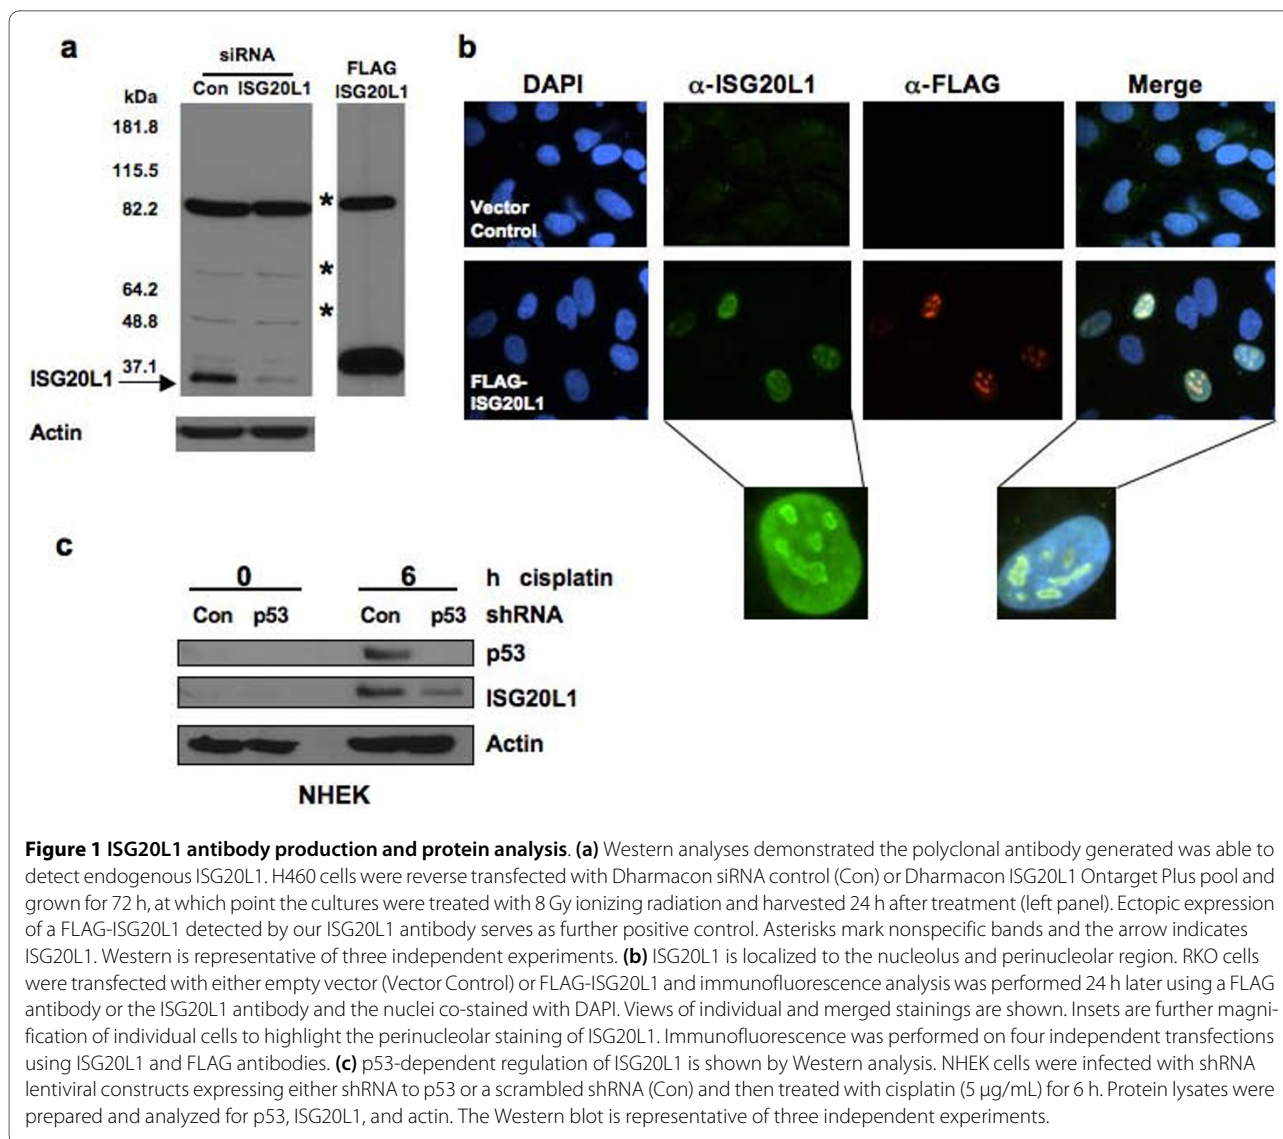 a
siRNA
Con ISG20L1
FLAG
ISG20L1
kDa
181.8
115.5
82.2
64.2
48.8
37.1
*
*
*
ISG20L1
Actin
b
DAPI α-ISG20L1 α-FLAG Merge
Vector
Control
FLAG-
ISG20L1
c
0 6 h cisplatin
Con p53 Con p53 shRNA
p53
ISG20L1
Actin
NHEK
Figure 1 ISG20L1 antibody production and protein analysis. (a) Western analyses demonstrated the polyclonal antibody generated was able to
detect endogenous ISG20L1. H460 cells were reverse transfected with Dharmacon siRNA control (Con) or Dharmacon ISG20L1 Ontarget Plus pool and
grown for 72 h, at which point the cultures were treated with 8 Gy ionizing radiation and harvested 24 h after treatment (left panel). Ectopic expression
of a FLAG-ISG20L1 detected by our ISG20L1 antibody serves as further positive control. Asterisks mark nonspecific bands and the arrow indicates
ISG20L1. Western is representative of three independent experiments. (b) ISG20L1 is localized to the nucleolus and perinucleolar region. RKO cells
were transfected with either empty vector (Vector Control) or FLAG-ISG20L1 and immunofluorescence analysis was performed 24 h later using a FLAG
antibody or the ISG20L1 antibody and the nuclei co-stained with DAPI. Views of individual and merged stainings are shown. Insets are further magni-
fication of individual cells to highlight the perinucleolar staining of ISG20L1. Immunofluorescence was performed on four independent transfections
using ISG20L1 and FLAG antibodies. (c) p53-dependent regulation of ISG20L1 is shown by Western analysis. NHEK cells were infected with shRNA
lentiviral constructs expressing either shRNA to p53 or a scrambled shRNA (Con) and then treated with cisplatin (5 μg/mL) for 6 h. Protein lysates were
prepared and analyzed for p53, ISG20L1, and actin. The Western blot is representative of three independent experiments.